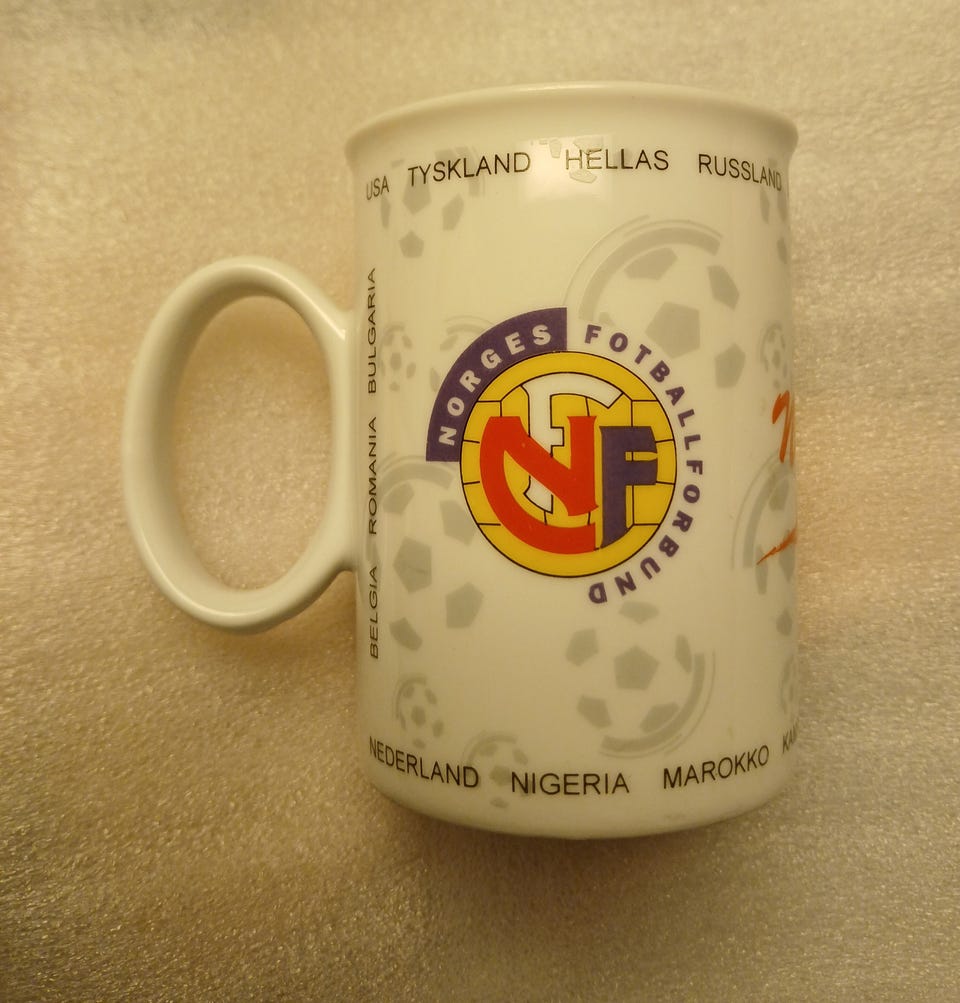 USA TYSKLAND HELLAS RUSSLAND
BELGIA ROMANIA BULGARIA
NORGES FOTBALLFORBUND
NFF
NEDERLAND NIGERIA MAROKKO